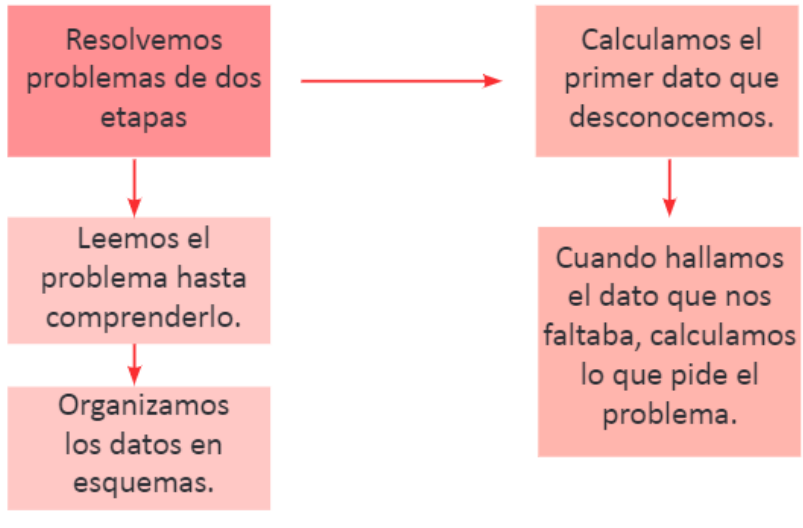 Resolvemos
problemas de dos
etapas
Leemos el
problema hasta
comprenderlo.
Organizamos
los datos en
esquemas.
Calculamos el
primer dato que
desconocemos.
Cuando hallamos
el dato que nos
faltaba, calculamos
lo que pide el
problema.